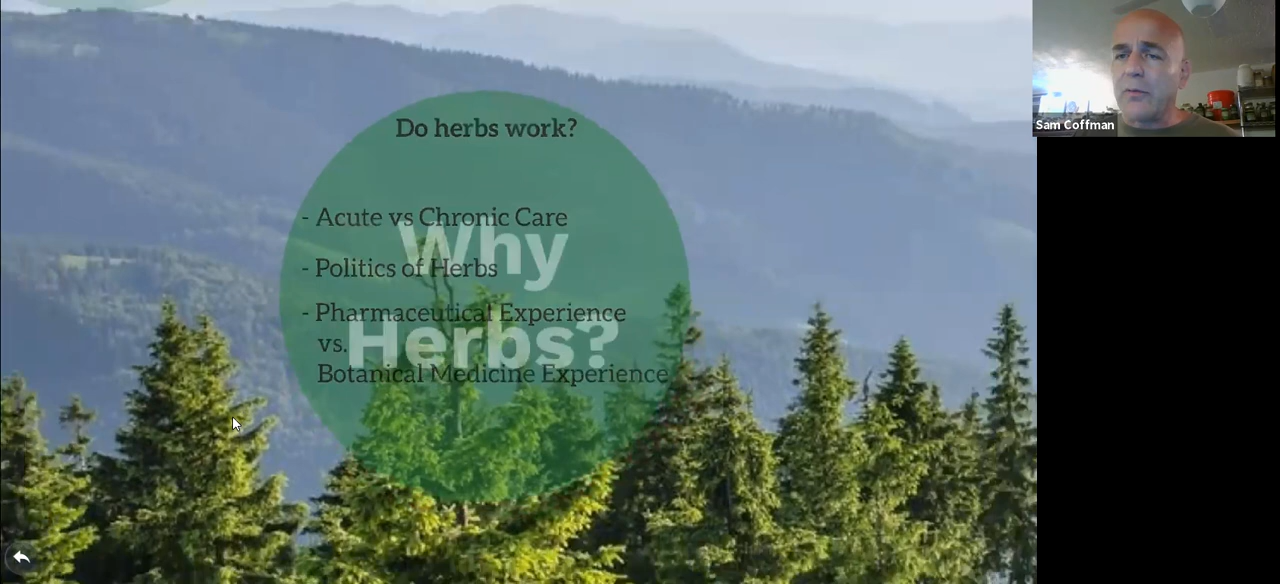 Do herbs work?
- Acute vs Chronic Care
Why
- Politics of Herbs
- Pharmaceutical Experience
vs.
Herbs?
Botanical Medicine Experience
Sam Coffman